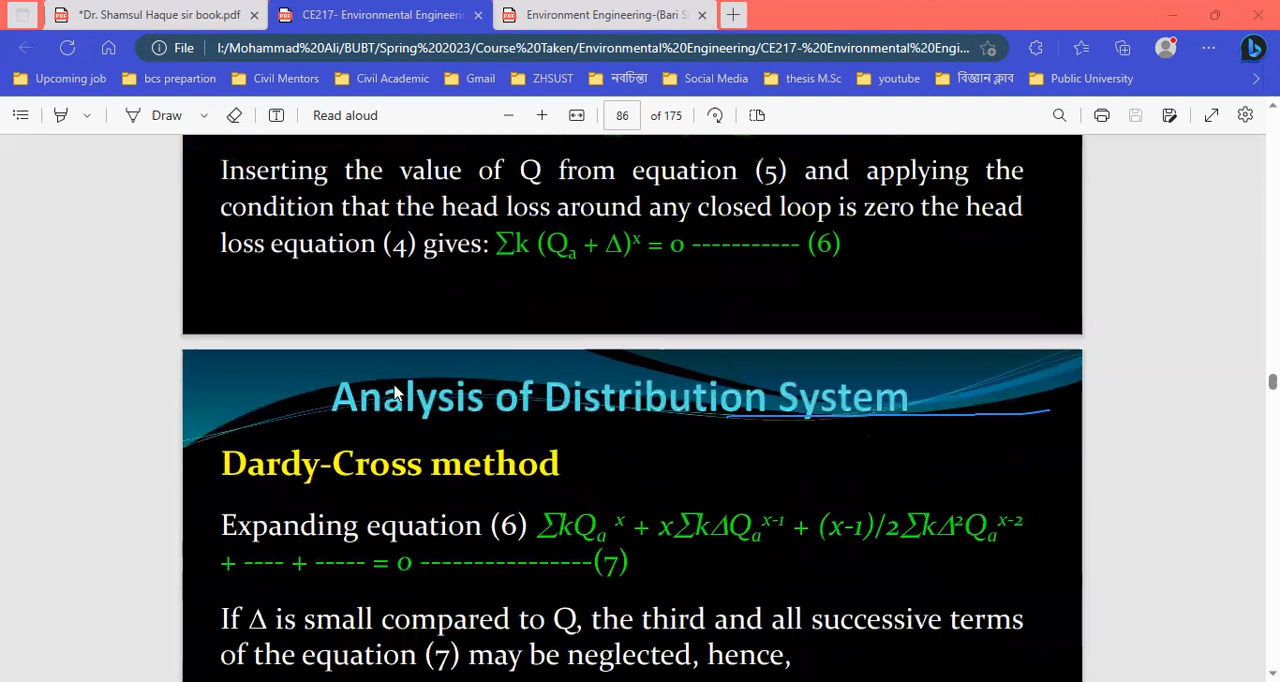 *Dr. Shamsul Haque sir book.pdf
CE217- Environmental Engineerin
Environment Engineering-(Bari Si
File
I:/Mohammad%20Ali/BUBT/Spring%202023/Course%20Taken/Environmental%20Engineering/CE217-%20Environmental%20Engi...
Upcoming job
bcs prepartion
Civil Mentors
Civil Academic
Gmail
ZHSUST
নবচিন্তা
Social Media
thesis M.Sc
youtube
বিজ্ঞান ক্লাব
Public University
Draw
Read aloud
86
of 175
Inserting the value of Q from equation (5) and applying the
condition that the head loss around any closed loop is zero the head
loss equation (4) gives: ∑k (Qₐ + Δ)ˣ = 0 ----------- (6)
Analysis of Distribution System
Dardy-Cross method
Expanding equation (6) ∑kQₐ ˣ + x∑kΔQₐˣ⁻¹ + (x-1)/2∑kΔ²Qₐˣ⁻²
+ ---- + ----- = 0 ----------------(7)
If Δ is small compared to Q, the third and all successive terms
of the equation (7) may be neglected, hence,